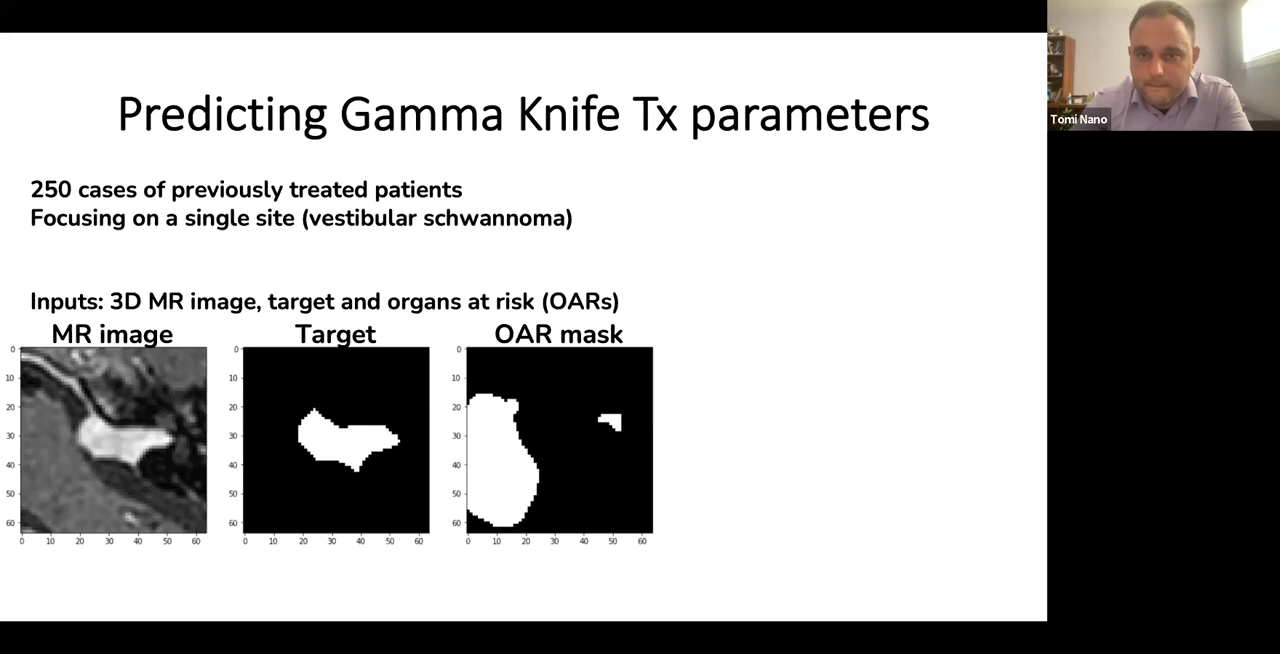 Predicting Gamma Knife Tx parameters
Tomi Nano
250 cases of previously treated patients
Focusing on a single site (vestibular schwannoma)
Inputs: 3D MR image, target and organs at risk (OARs)
MR image Target OAR mask
0 0 0
10 10 10
20 20 20
30 30 30
40 40 40
50 50 50
60 60 60
0 10 20 30 40 50 60 0 10 20 30 40 50 60 0 10 20 30 40 50 60